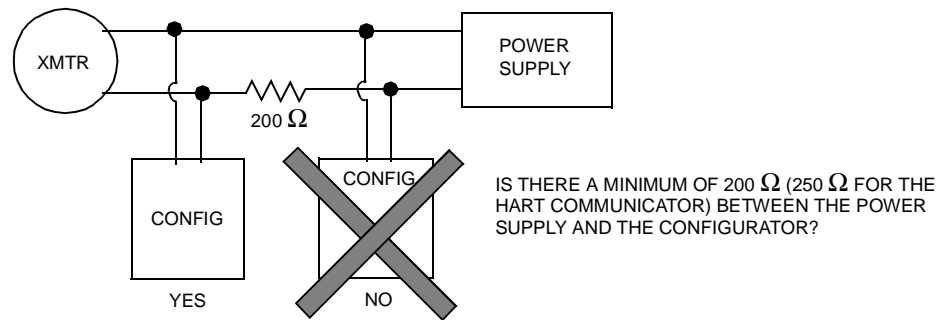 XMTR
POWER
SUPPLY
200 Ω
CONFIG
CONFIG
YES
NO
IS THERE A MINIMUM OF 200 Ω (250 Ω FOR THE
HART COMMUNICATOR) BETWEEN THE POWER
SUPPLY AND THE CONFIGURATOR?